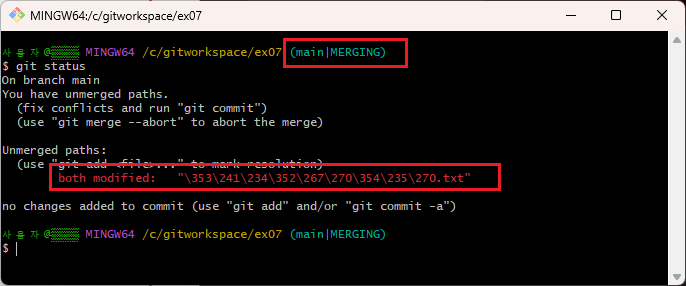 MINGW64:/c/gitworkspace/ex07
사용자@▒▒▒▒ MINGW64 /c/gitworkspace/ex07 (main|MERGING)
$ git status
On branch main
You have unmerged paths.
  (fix conflicts and run "git commit")
  (use "git merge --abort" to abort the merge)
Unmerged paths:
  (use "git add <file>..." to mark resolution)
        both modified:   "\353\241\234\352\267\270\354\235\270.txt"
no changes added to commit (use "git add" and/or "git commit -a")
사용자@▒▒▒▒ MINGW64 /c/gitworkspace/ex07 (main|MERGING)
$